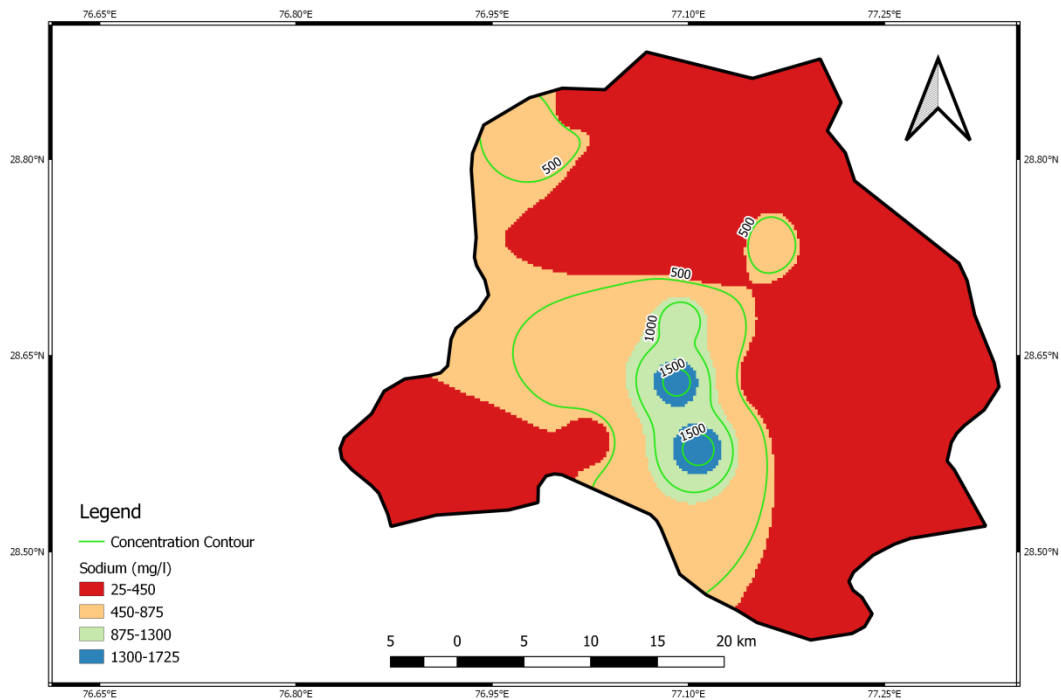 76.65°E 76.80°E 76.95°E 77.10°E 77.25°E
28.80°N 28.80°N
500
500
500
1000
28.65°N 28.65°N
1500
1500
28.50°N 28.50°N
Legend
Concentration Contour
Sodium (mg/l)
25-450
450-875
875-1300
1300-1725
5 0 5 10 15 20 km
76.65°E 76.80°E 76.95°E 77.10°E 77.25°E